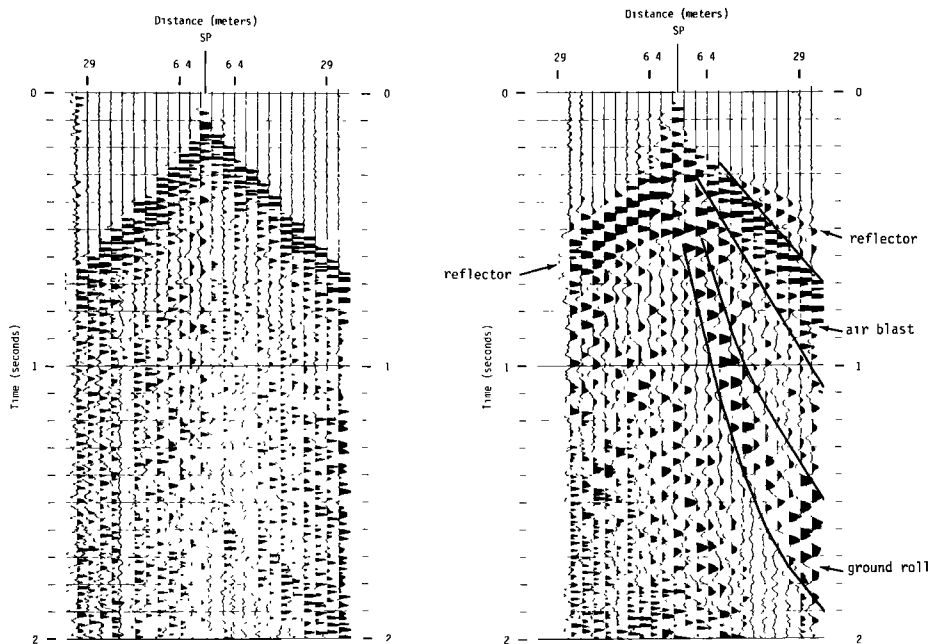 Distance (meters)
SP
29 6 4 6 4 29
0 0
Time (seconds)
1 1
2
Distance (meters)
SP
29 6 4 6 4 29
0 0
reflector
reflector
air blast
Time (seconds)
1 1
ground roll
2 2